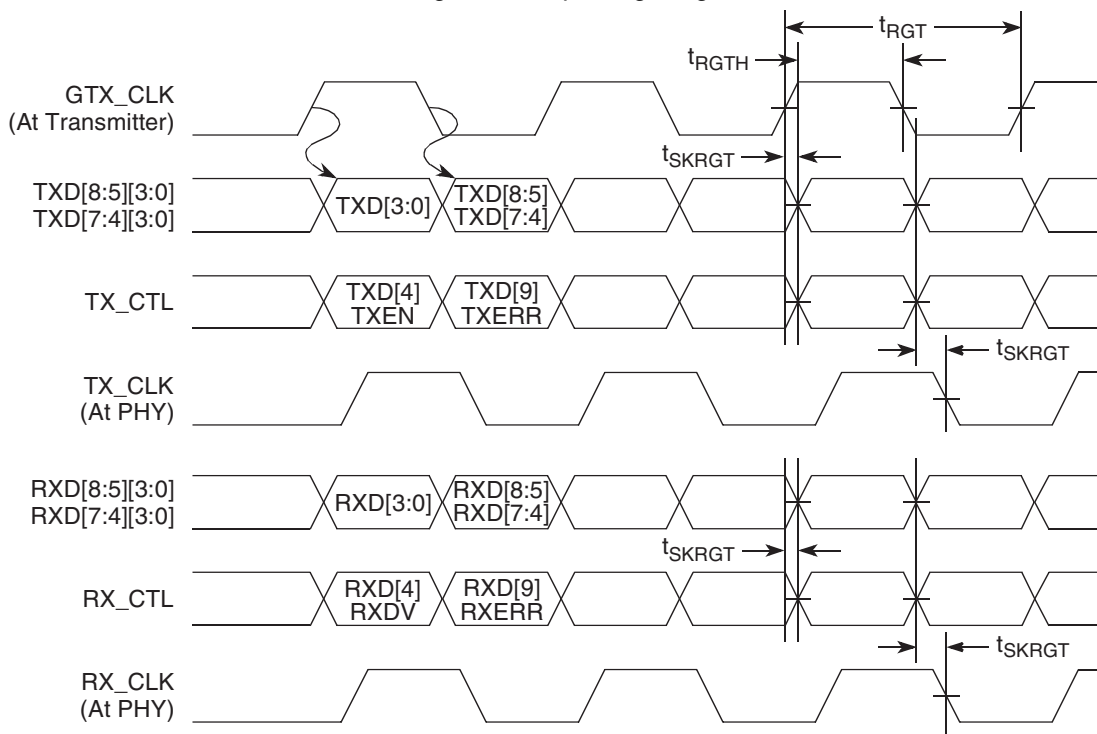 tRGT
tRGTH
GTX_CLK
(At Transmitter)
tSKRGT
TXD[8:5][3:0]
TXD[7:4][3:0]
TXD[3:0]
TXD[8:5]
TXD[7:4]
TX_CTL
TXD[4]
TXEN
TXD[9]
TXERR
tSKRGT
TX_CLK
(At PHY)
RXD[8:5][3:0]
RXD[7:4][3:0]
RXD[3:0]
RXD[8:5]
RXD[7:4]
tSKRGT
RX_CTL
RXD[4]
RXDV
RXD[9]
RXERR
tSKRGT
RX_CLK
(At PHY)